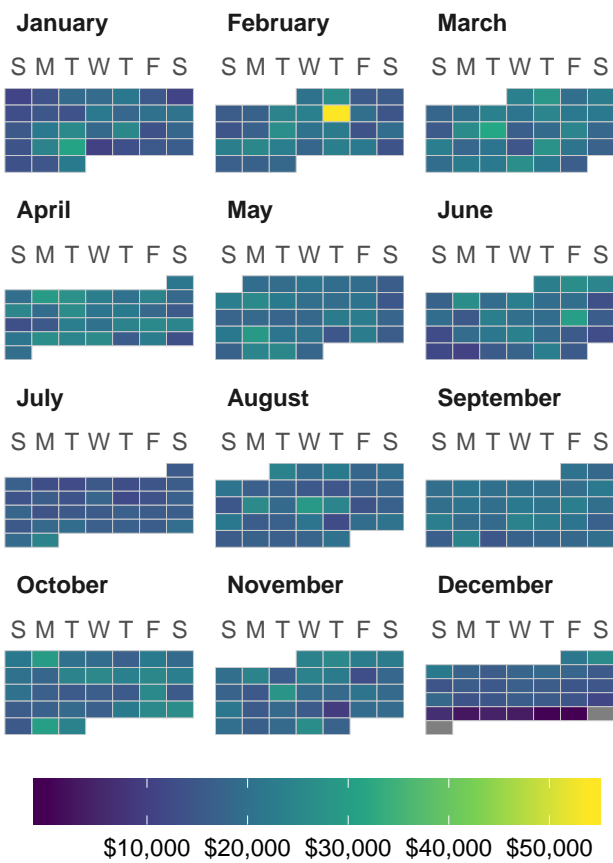 January February March
S M T W T F S S M T W T F S S M T W T F S
April May June
S M T W T F S S M T W T F S S M T W T F S
July August September
S M T W T F S S M T W T F S S M T W T F S
October November December
S M T W T F S S M T W T F S S M T W T F S
$10,000 $20,000 $30,000 $40,000 $50,000